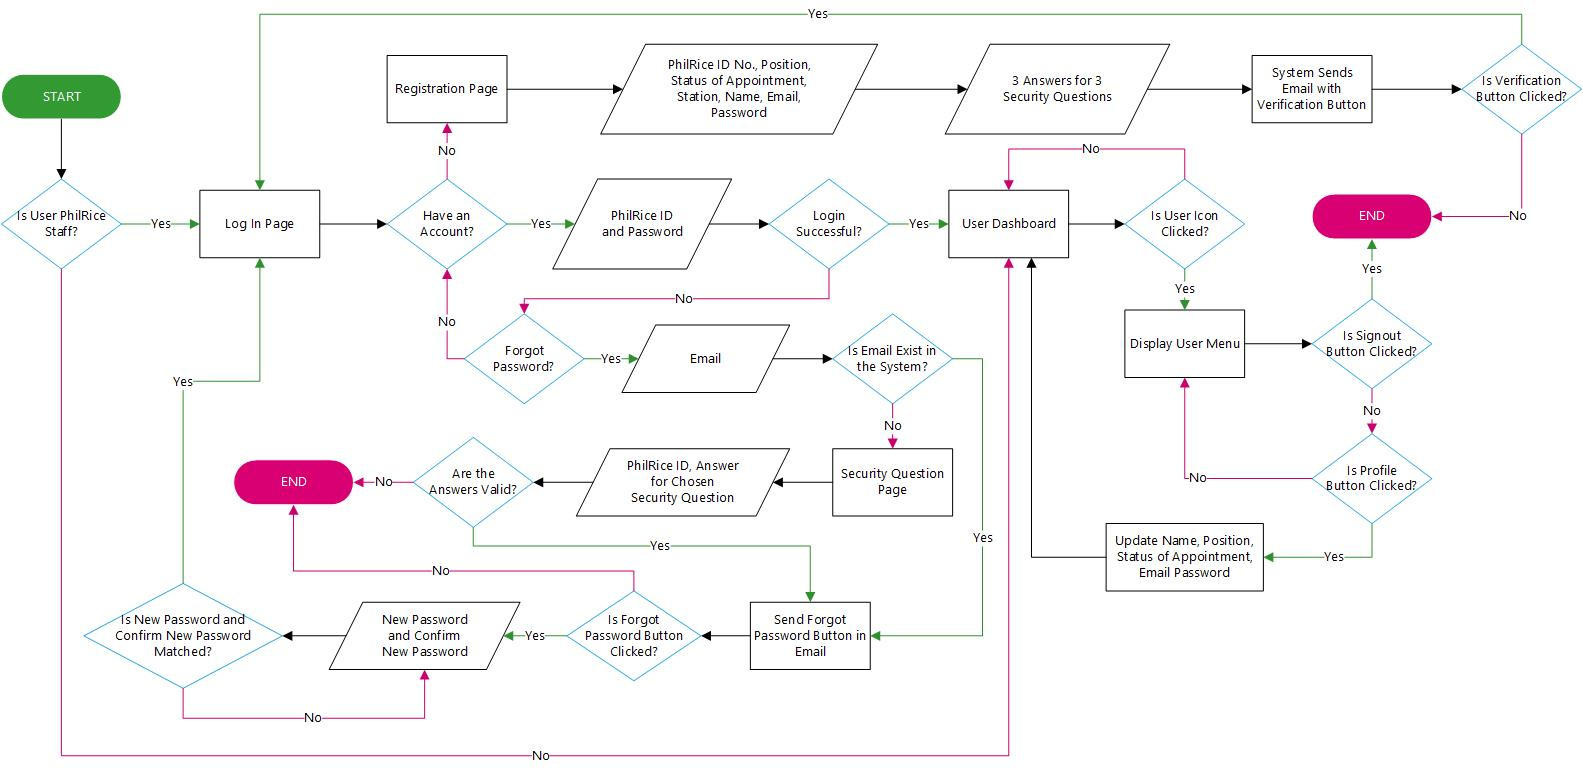 Yes
START
Registration Page
PhilRice ID No., Position,
Status of Appointment,
Station, Name, Email,
Password
3 Answers for 3
Security Questions
System Sends
Email with
Verification Button
Is Verification
Button Clicked?
No
No
Is User PhilRice
Staff?
Yes
Log In Page
Have an
Account?
Yes
PhilRice ID
and Password
Login
Successful?
Yes
User Dashboard
Is User Icon
Clicked?
END
No
Yes
Yes
No
No
Forgot
Password?
Yes
Email
Is Email Exist in
the System?
Display User Menu
Is Signout
Button Clicked?
Yes
No
No
Are the
Answers Valid?
No
END
PhilRice ID, Answer
for Chosen
Security Question
Security Question
Page
No
Is Profile
Button Clicked?
Yes
Yes
Update Name, Position,
Status of Appointment,
Email Password
Yes
No
Is New Password and
Confirm New Password
Matched?
New Password
and Confirm
New Password
Yes
Is Forgot
Password Button
Clicked?
Send Forgot
Password Button in
Email
No
No